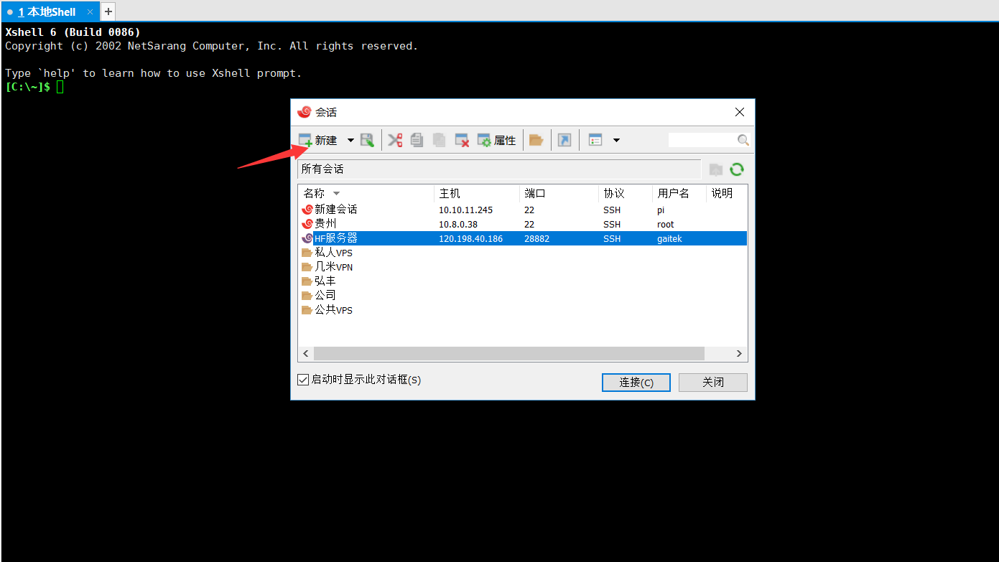 1 本地Shell × +
Xshell 6 (Build 0086)
Copyright (c) 2002 NetSarang Computer, Inc. All rights reserved.
Type `help' to learn how to use Xshell prompt.
[C:\~]$
会话
新建 属性
所有会话
名称 主机 端口 协议 用户名 说明
新建会话 10.10.11.245 22 SSH pi
贵州 10.8.0.38 22 SSH root
HF服务器 120.198.40.186 28882 SSH gaitek
私人VPS
几米VPN
弘丰
公司
公共VPS
启动时显示此对话框(S) 连接(C) 关闭